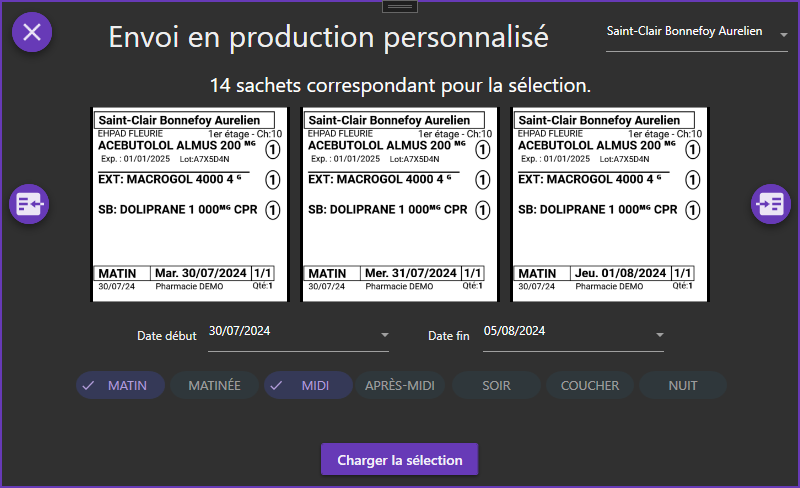 Envoi en production personnalisé
Saint-Clair Bonnefoy Aurelien
14 sachets correspondant pour la sélection.
Saint-Clair Bonnefoy Aurelien
EHPAD FLEURIE 1er étage - Ch:10
ACEBUTOLOL ALMUS 200 MG 1
Exp. : 01/01/2025 Lot:A7X5D4N
EXT: MACROGOL 4000 4 G 1
SB: DOLIPRANE 1 000MG CPR 1
MATIN Mar. 30/07/2024 1/1
30/07/24 Pharmacie DEMO Qté:1
Saint-Clair Bonnefoy Aurelien
EHPAD FLEURIE 1er étage - Ch:10
ACEBUTOLOL ALMUS 200 MG 1
Exp. : 01/01/2025 Lot:A7X5D4N
EXT: MACROGOL 4000 4 G 1
SB: DOLIPRANE 1 000MG CPR 1
MATIN Mer. 31/07/2024 1/1
30/07/24 Pharmacie DEMO Qté:1
Saint-Clair Bonnefoy Aurelien
EHPAD FLEURIE 1er étage - Ch:10
ACEBUTOLOL ALMUS 200 MG 1
Exp. : 01/01/2025 Lot:A7X5D4N
EXT: MACROGOL 4000 4 G 1
SB: DOLIPRANE 1 000MG CPR 1
MATIN Jeu. 01/08/2024 1/1
30/07/24 Pharmacie DEMO Qté:1
Date début 30/07/2024 Date fin 05/08/2024
MATIN MATINÉE MIDI APRÈS-MIDI SOIR COUCHER NUIT
Charger la sélection